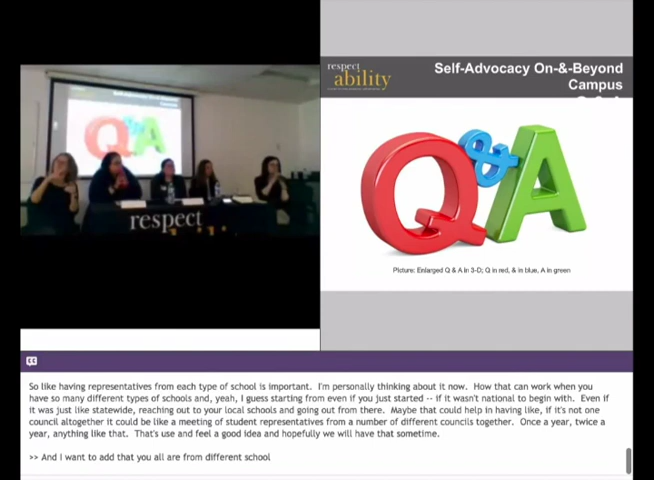 respect
ability
Self-Advocacy On-&-Beyond
Campus
Self-Advocacy On-&-Beyond
Campus
Q&A
Q&A
respect
Picture: Enlarged Q & A in 3-D; Q in red, & in blue, A in green
So like having representatives from each type of school is important.  I'm personally thinking about it now.  How that can work when you
have so many different types of schools and, yeah, I guess starting from even if you just started -- if it wasn't national to begin with.  Even if
it was just like statewide, reaching out to your local schools and going out from there.  Maybe that could help in having like, if it's not one
council altogether it could be like a meeting of student representatives from a number of different councils together.  Once a year, twice a
year, anything like that.  That's use and feel a good idea and hopefully we will have that sometime.
>> And I want to add that you all are from different school